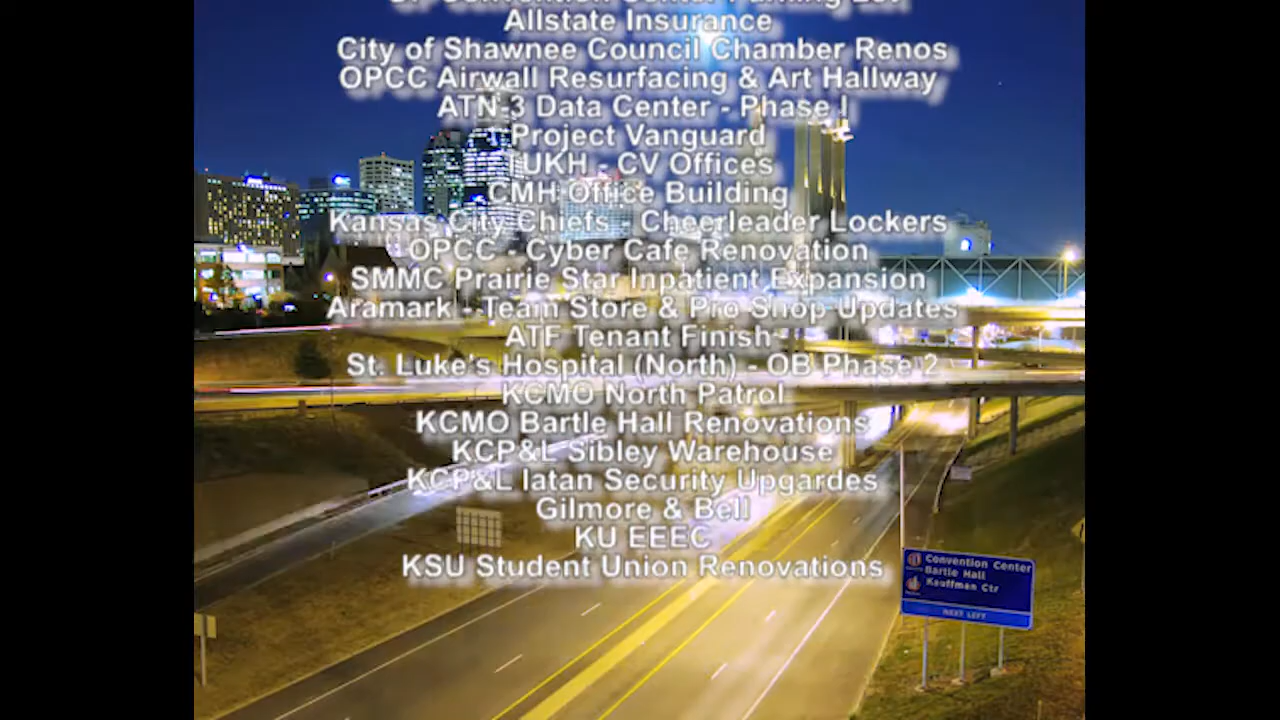 Convention Center Parking Lot
Allstate Insurance
City of Shawnee Council Chamber Renos
OPCC Airwall Resurfacing & Art Hallway
ATN-3 Data Center - Phase I
Project Vanguard
UKH - CV Offices
CMH Office Building
Kansas City Chiefs - Cheerleader Lockers
OPCC - Cyber Cafe Renovation
SMMC Prairie Star Inpatient Expansion
Aramark - Team Store & Pro Shop Updates
ATF Tenant Finish
St. Luke's Hospital (North) - OB Phase 2
KCMO North Patrol
KCMO Bartle Hall Renovations
KCP&L Sibley Warehouse
KCP&L Iatan Security Upgardes
Gilmore & Bell
KU EEEC
KSU Student Union Renovations
Convention Center
Bartle Hall
Kauffman Ctr
NEXT LEFT